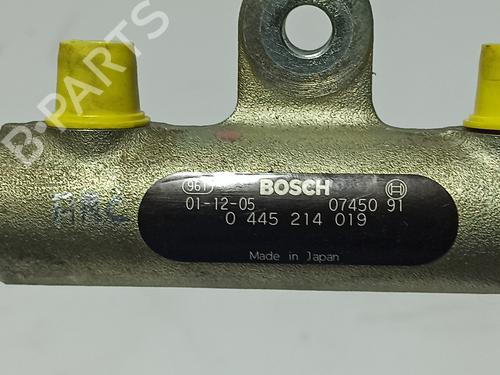 B-PARTS
961 BOSCH
01-12-05 07450 91
0 445 214 019
Made in Japan